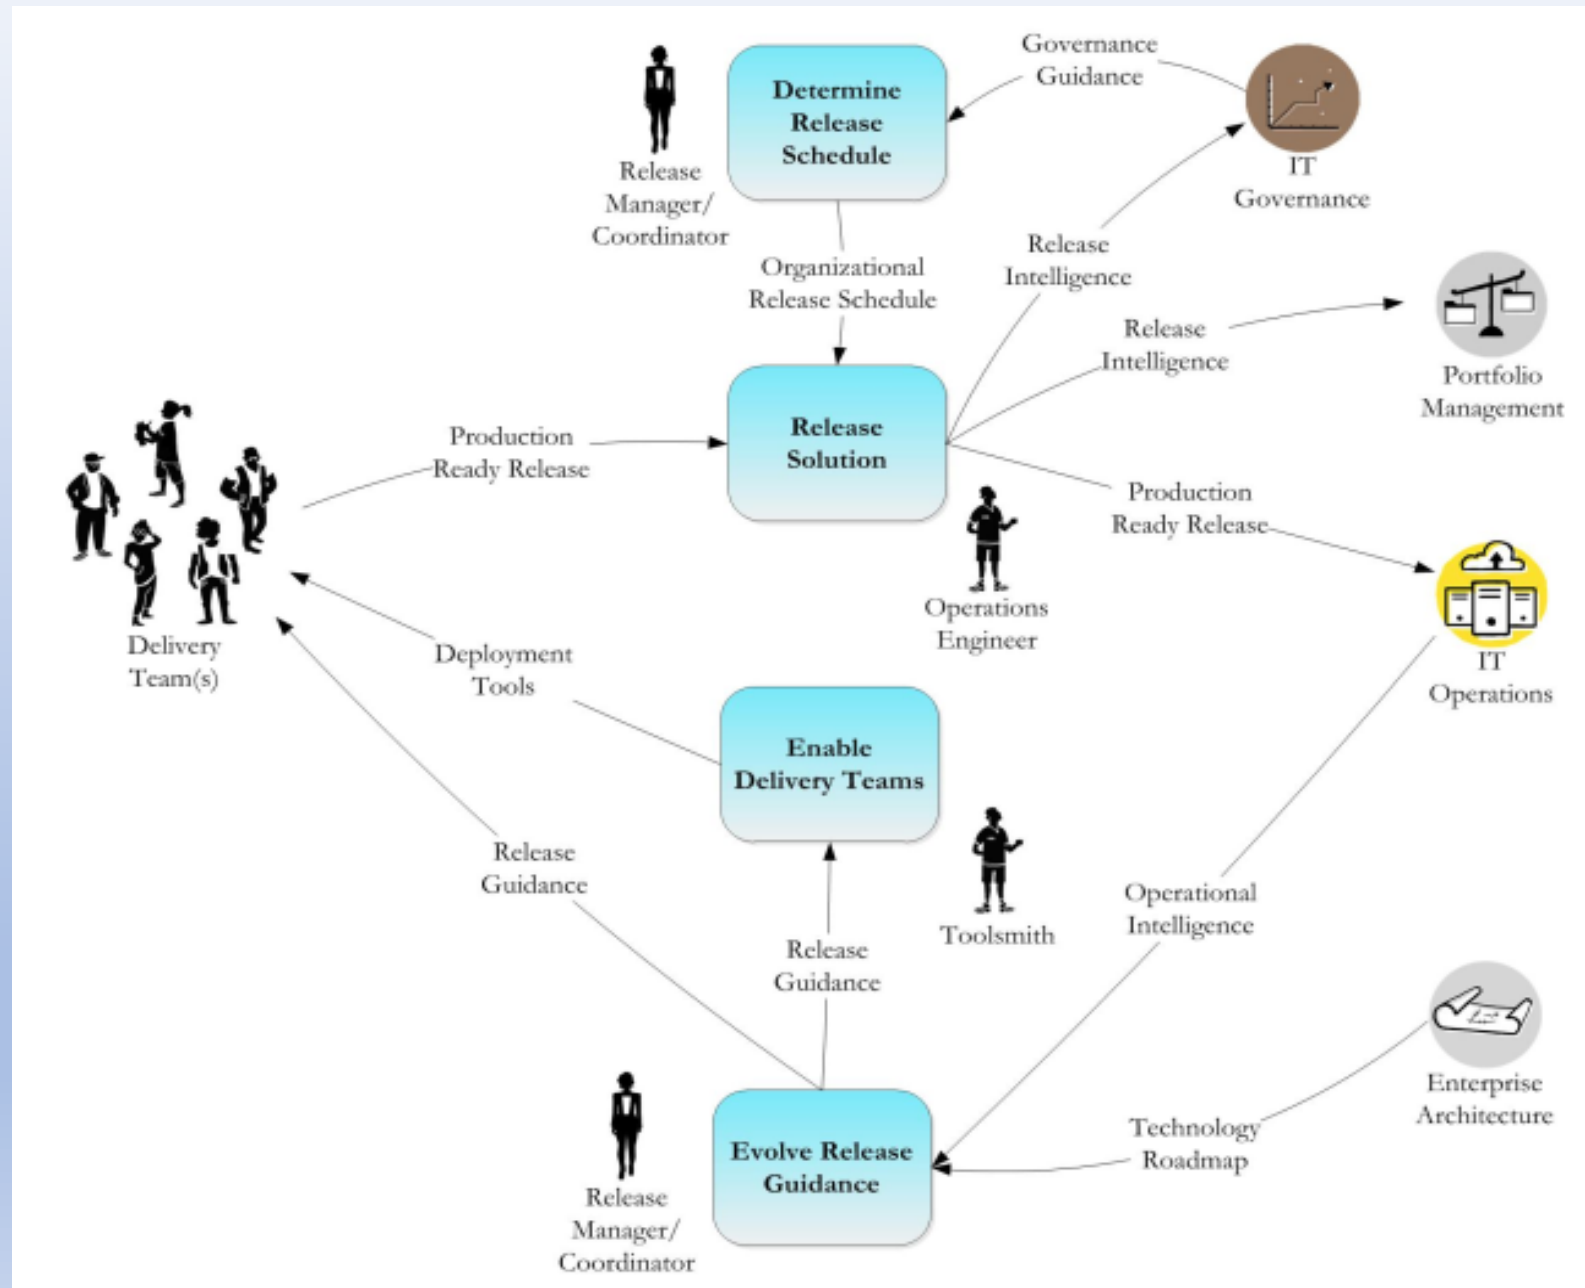 Governance
Guidance
Determine
Release
Schedule
Release
Manager/
Coordinator
IT
Governance
Organizational
Release Schedule
Release
Intelligence
Release
Intelligence
Portfolio
Management
Production
Ready Release
Release
Solution
Production
Ready Release
Operations
Engineer
Delivery
Team(s)
Deployment
Tools
IT
Operations
Enable
Delivery Teams
Release
Guidance
Toolsmith
Operational
Intelligence
Release
Guidance
Enterprise
Architecture
Technology
Roadmap
Evolve Release
Guidance
Release
Manager/
Coordinator